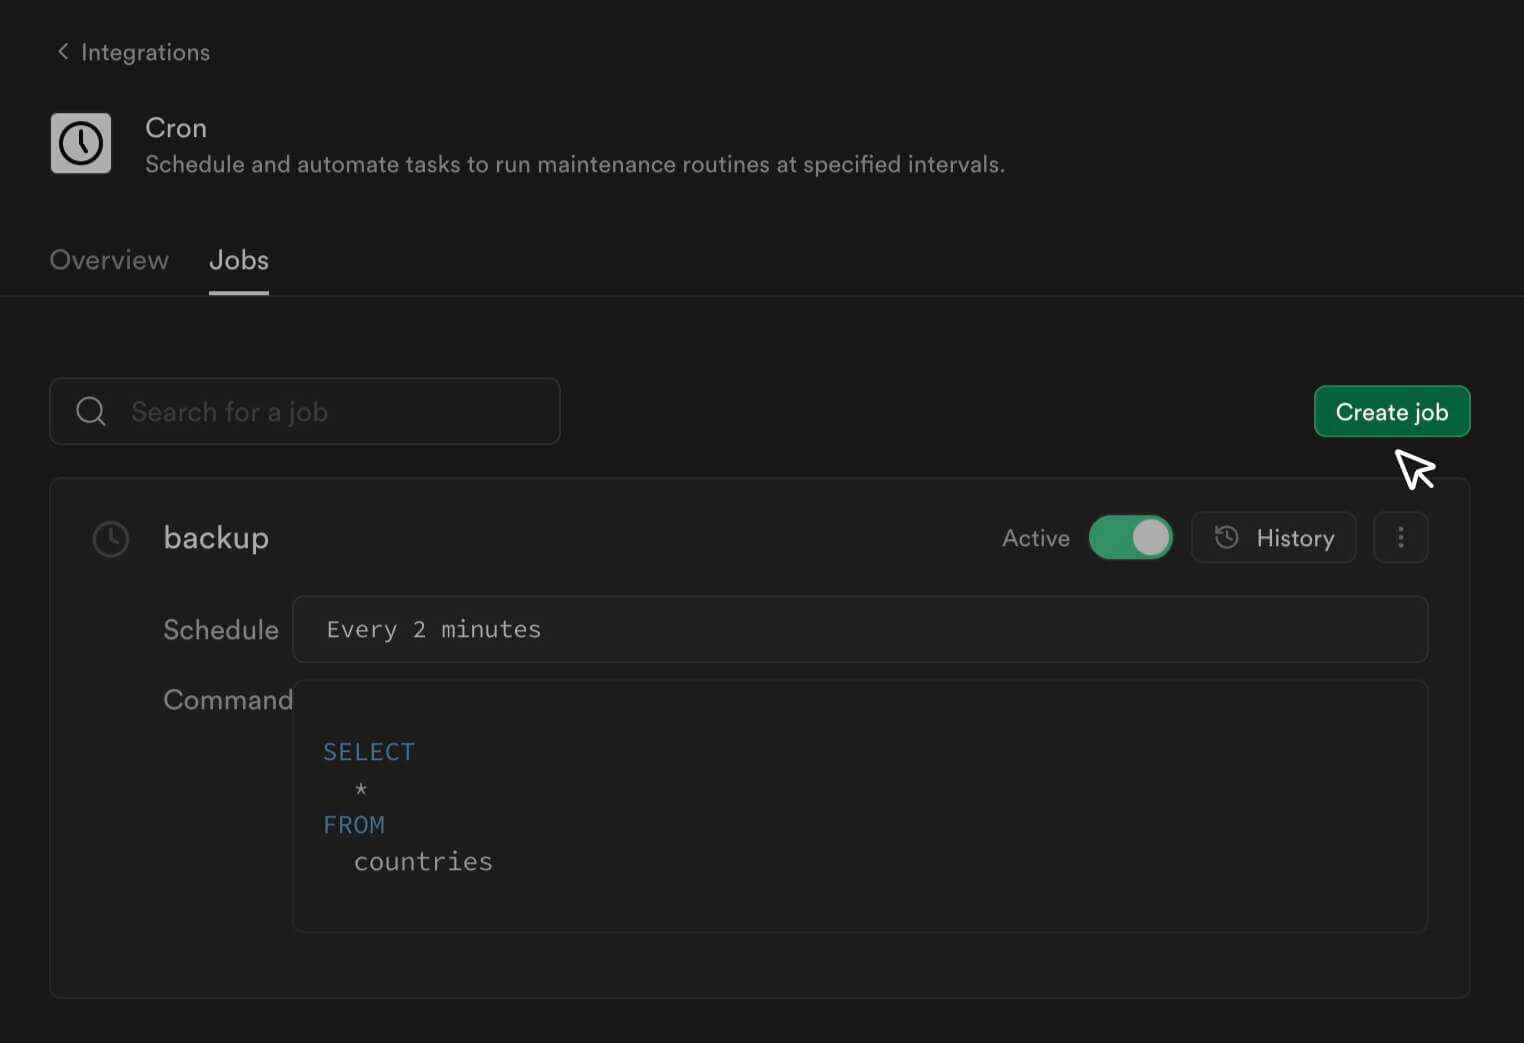 Integrations
Cron
Schedule and automate tasks to run maintenance routines at specified intervals.
Overview Jobs
Search for a job
Create job
backup
Active
History
Schedule Every 2 minutes
Command
SELECT
*
FROM
countries